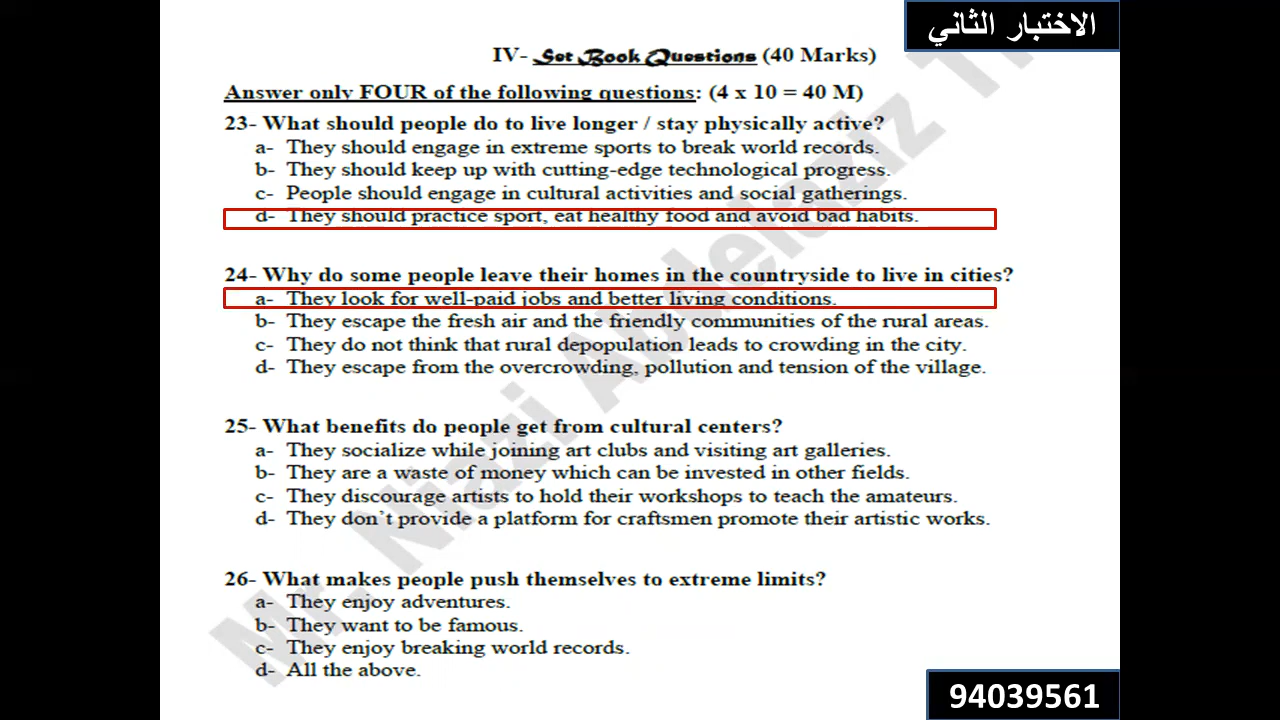 الاختبار الثاني
IV- Set Book Questions (40 Marks)
Answer only FOUR of the following questions: (4 x 10 = 40 M)
23- What should people do to live longer / stay physically active?
a- They should engage in extreme sports to break world records.
b- They should keep up with cutting-edge technological progress.
c- People should engage in cultural activities and social gatherings.
d- They should practice sport, eat healthy food and avoid bad habits.
24- Why do some people leave their homes in the countryside to live in cities?
a- They look for well-paid jobs and better living conditions.
b- They escape the fresh air and the friendly communities of the rural areas.
c- They do not think that rural depopulation leads to crowding in the city.
d- They escape from the overcrowding, pollution and tension of the village.
25- What benefits do people get from cultural centers?
a- They socialize while joining art clubs and visiting art galleries.
b- They are a waste of money which can be invested in other fields.
c- They discourage artists to hold their workshops to teach the amateurs.
d- They don't provide a platform for craftsmen promote their artistic works.
26- What makes people push themselves to extreme limits?
a- They enjoy adventures.
b- They want to be famous.
c- They enjoy breaking world records.
d- All the above.
Mr. Niazi Abdelaziz
94039561